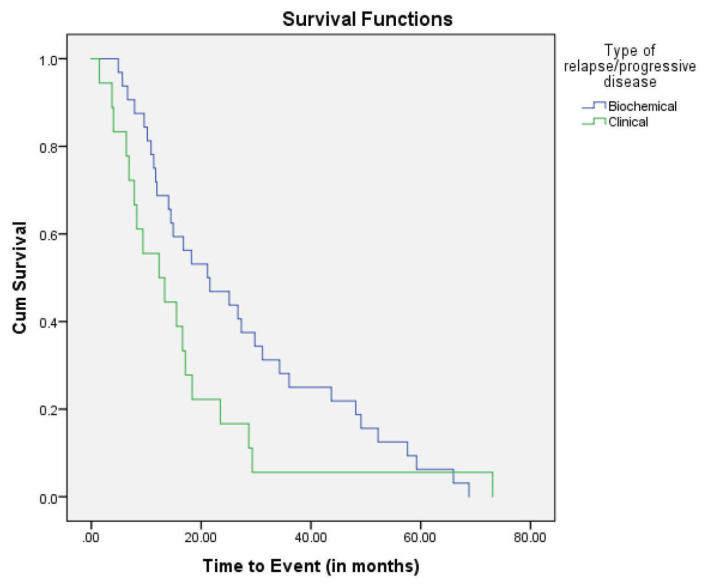 Survival Functions
Type of
relapse/progressive
disease
Biochemical
Clinical
1.0
0.8
0.6
0.4
0.2
0.0
Cum Survival
.00
20.00
40.00
60.00
80.00
Time to Event (in months)